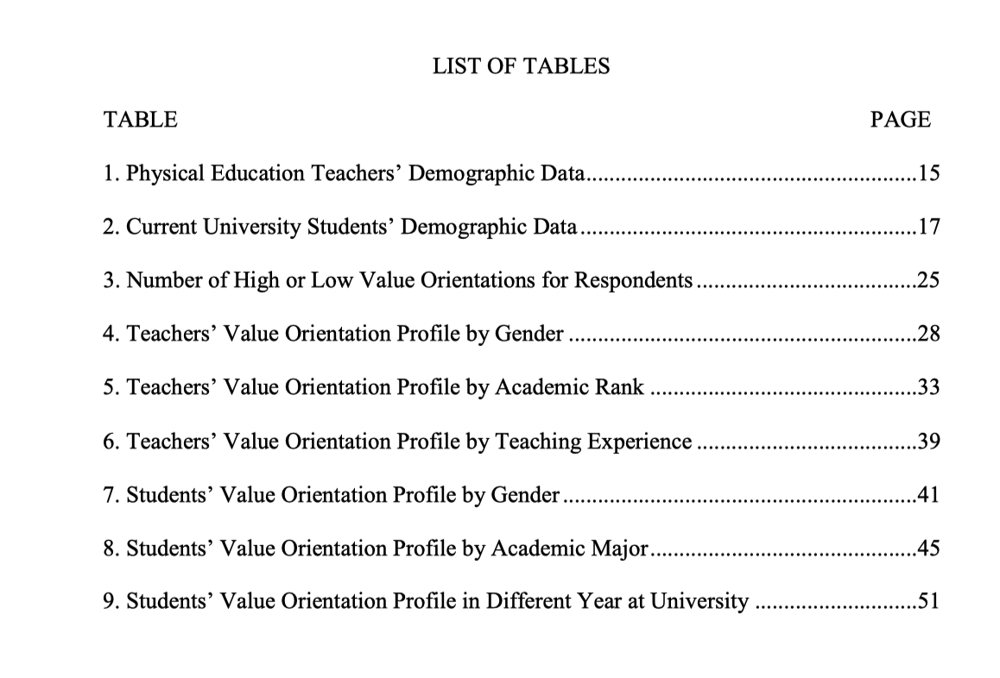 LIST OF TABLES
TABLE PAGE
1. Physical Education Teachers’ Demographic Data..........................................................15
2. Current University Students’ Demographic Data...........................................................17
3. Number of High or Low Value Orientations for Respondents......................................25
4. Teachers’ Value Orientation Profile by Gender ............................................................28
5. Teachers’ Value Orientation Profile by Academic Rank ..............................................33
6. Teachers’ Value Orientation Profile by Teaching Experience ......................................39
7. Students’ Value Orientation Profile by Gender.............................................................41
8. Students’ Value Orientation Profile by Academic Major..............................................45
9. Students’ Value Orientation Profile in Different Year at University ............................51